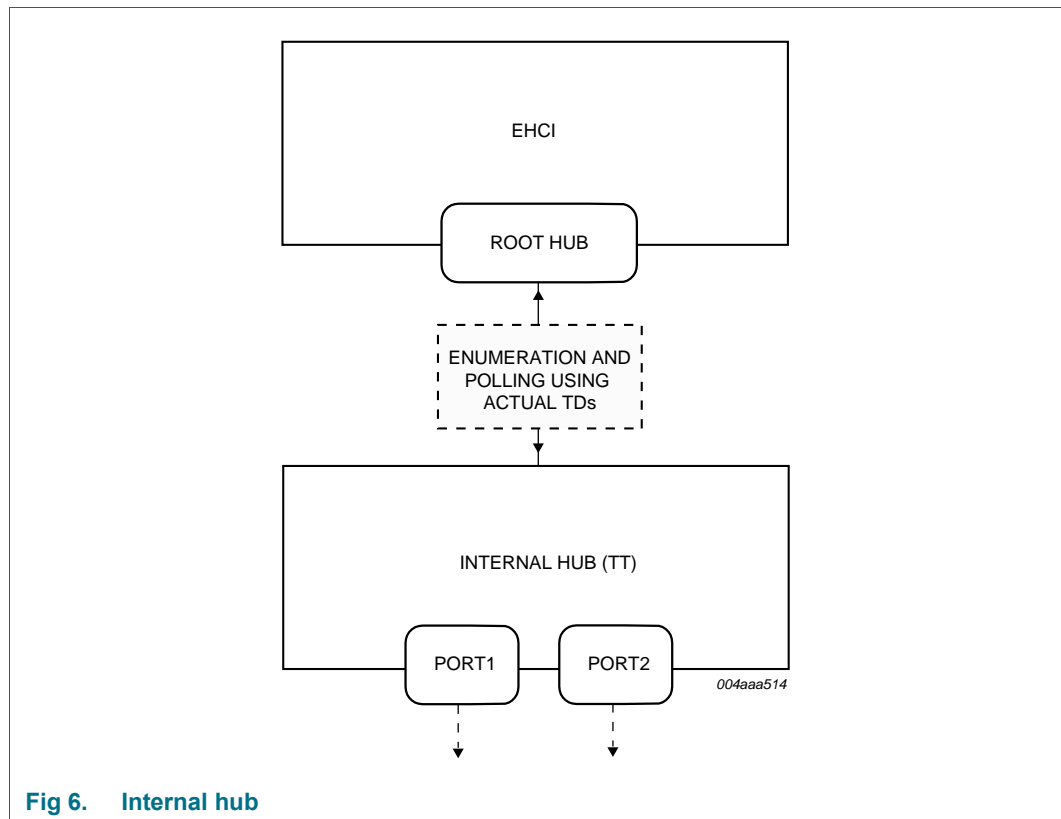 EHCI
ROOT HUB
ENUMERATION AND
POLLING USING
ACTUAL TDs
INTERNAL HUB (TT)
PORT1 PORT2
004aaa514
Fig 6. Internal hub